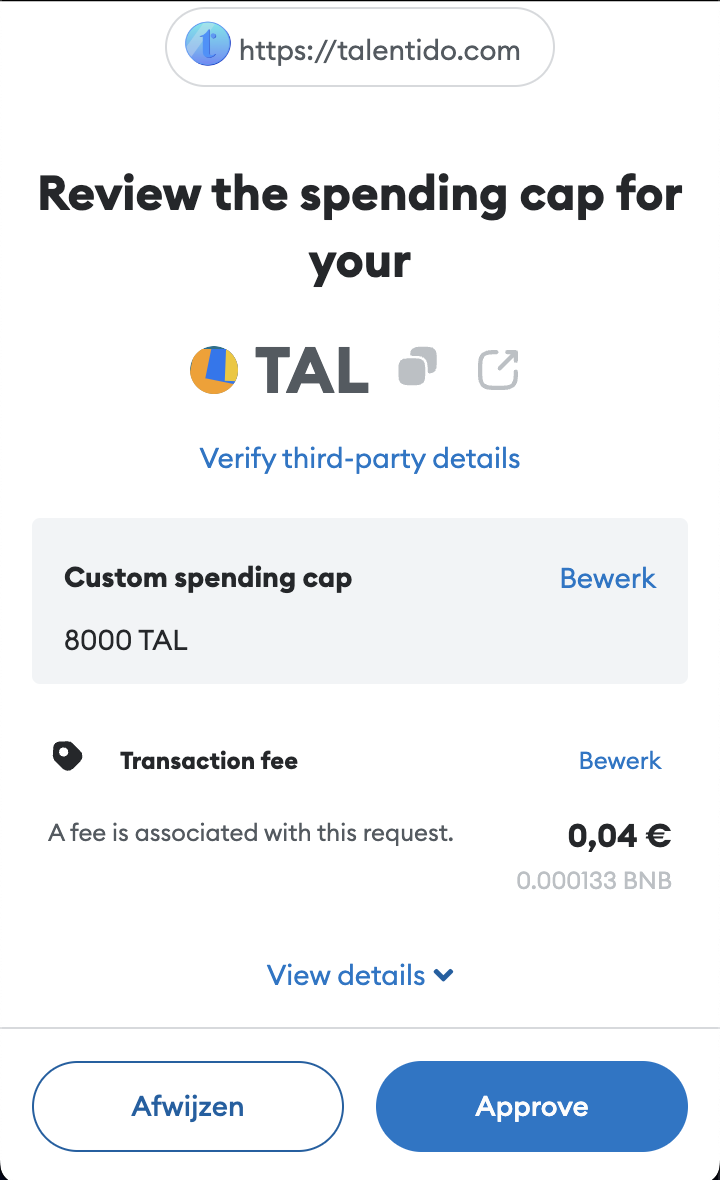 https://talentido.com
Review the spending cap for
your
TAL
Verify third-party details
Custom spending cap
Bewerk
8000 TAL
Transaction fee
Bewerk
A fee is associated with this request.
0,04 €
0.000133 BNB
View details
Afwijzen
Approve